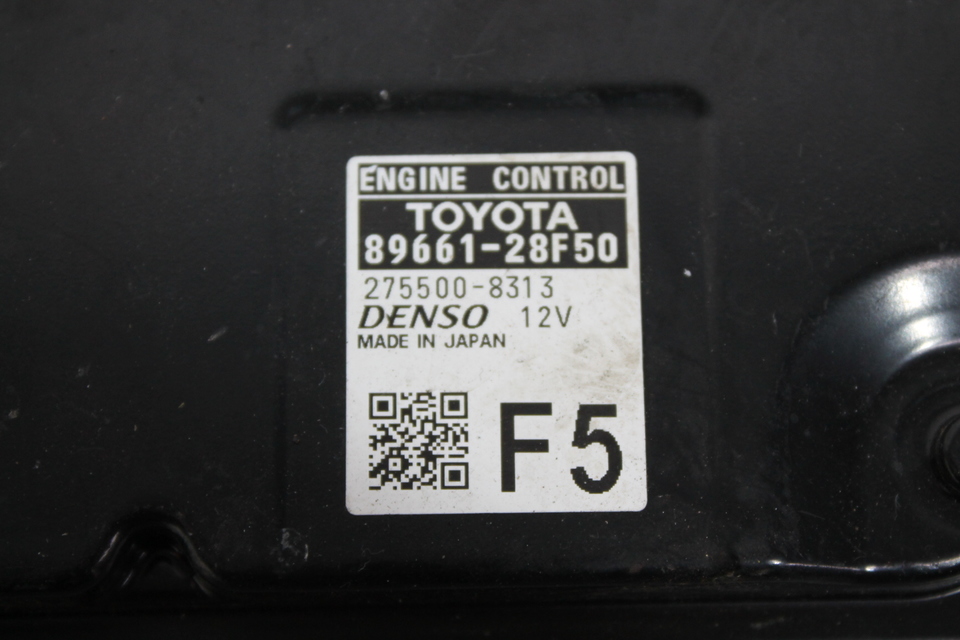 ENGINE CONTROL
TOYOTA
89661-28F50
275500-8313
DENSO 12V
MADE IN JAPAN
F5